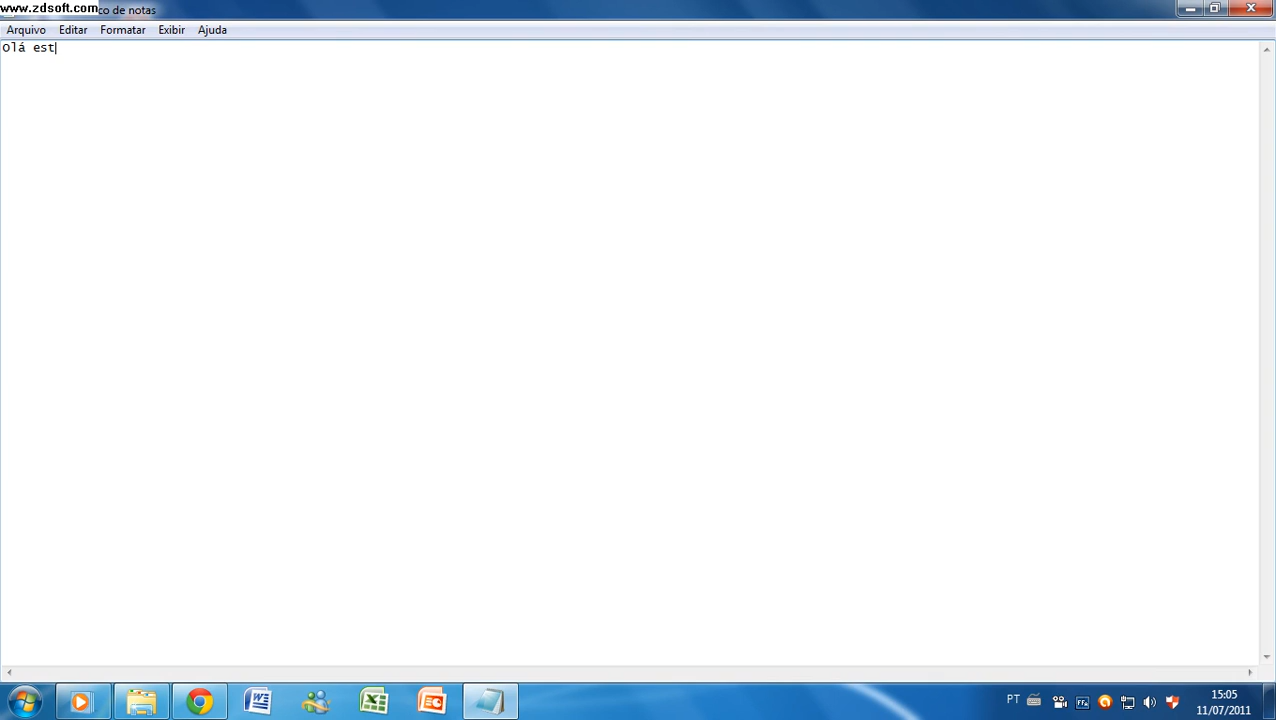 www.zdsoft.com co de notas
Arquivo Editar Formatar Exibir Ajuda
Olá est
PT
15:05
11/07/2011